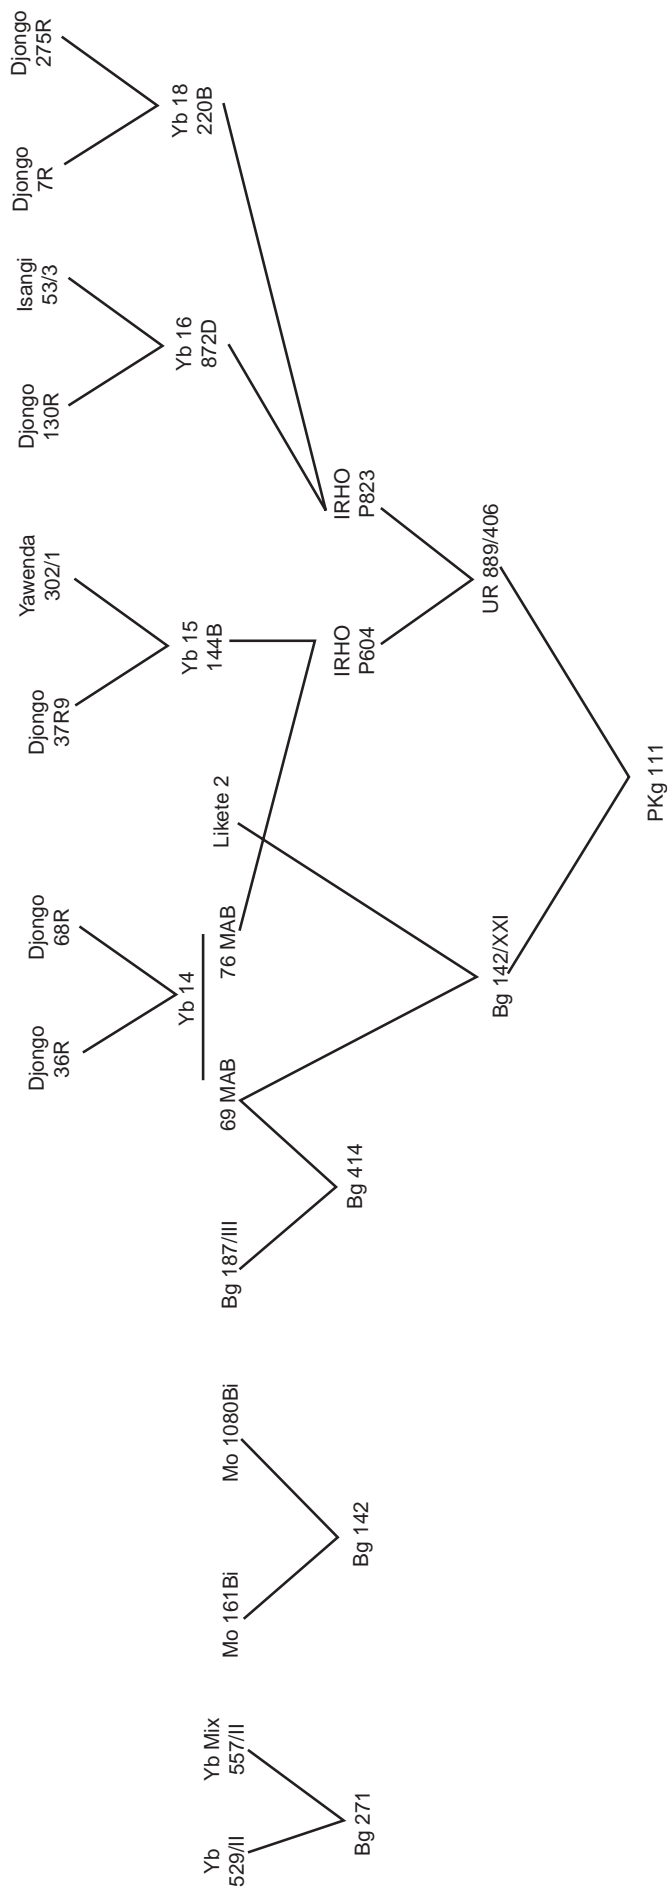 Djongo
36R
Djongo
68R
Djongo
37R9
Yawenda
302/1
Djongo
130R
Isangi
53/3
Djongo
7R
Djongo
275R
Yb 14
Yb 15
144B
Yb 16
872D
Yb 18
220B
Yb
529/II
Yb Mix
557/II
Mo 161Bi
Mo 1080Bi
Bg 187/III
69 MAB
76 MAB
Likete 2
Bg 271
Bg 142
Bg 414
IRHO
P604
IRHO
P823
Bg 142/XXI
UR 889/406
PKg 111